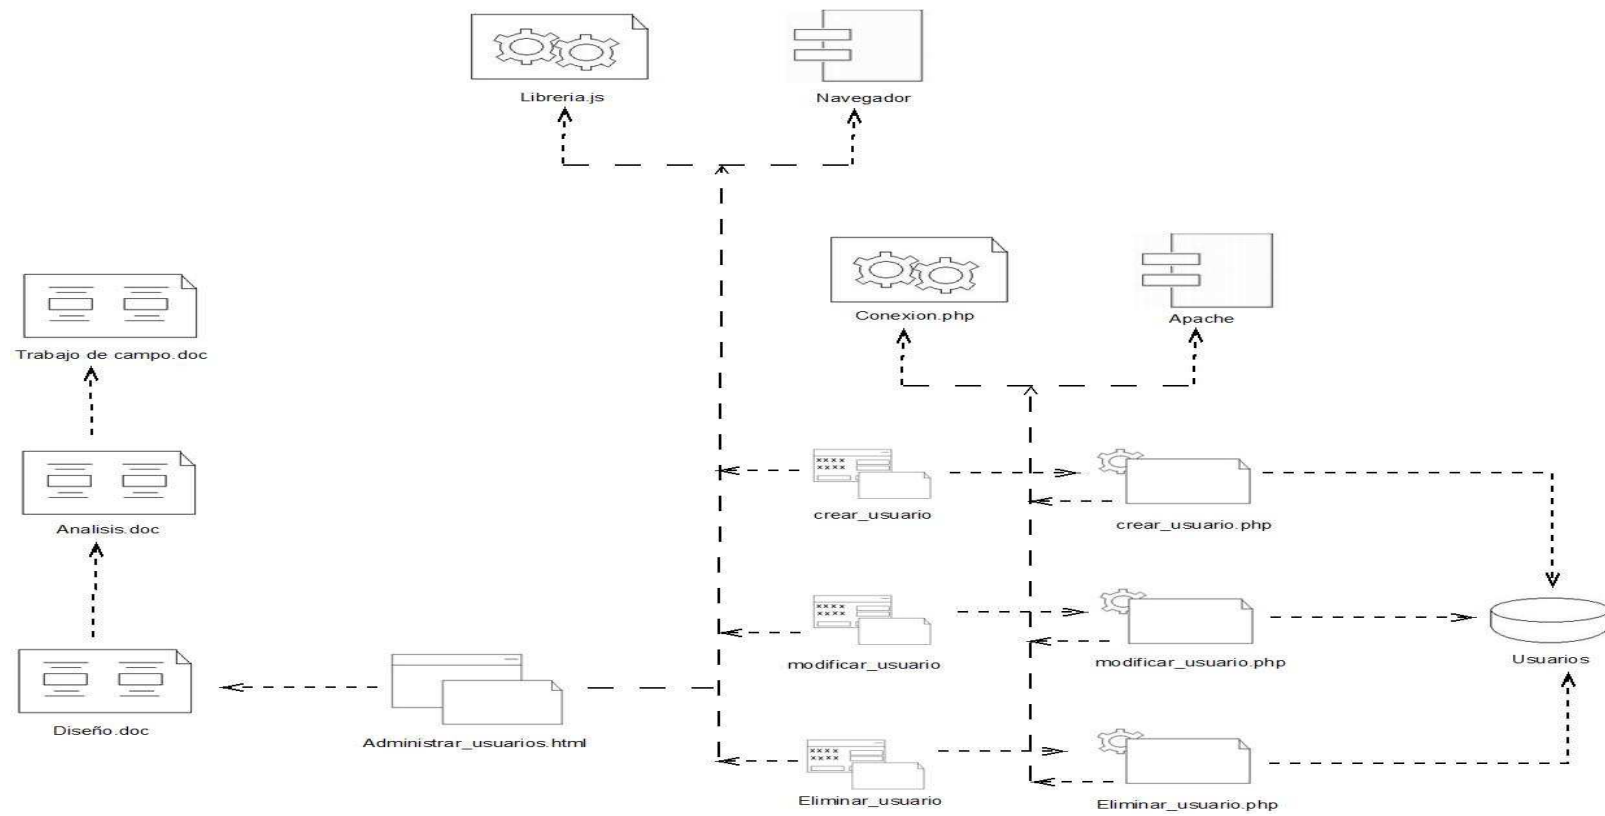 Libreria.js
Navegador
Conexion.php
Apache
Trabajo de campo.doc
Analisis.doc
crear_usuario
crear_usuario.php
modificar_usuario
modificar_usuario.php
Usuarios
Diseño.doc
Administrar_usuarios.html
Eliminar_usuario
Eliminar_usuario.php